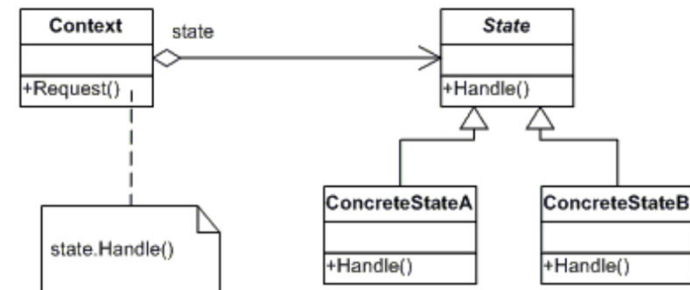 Context
state
State
+Request()
+Handle()
ConcreteStateA
ConcreteStateB
state.Handle()
+Handle()
+Handle()